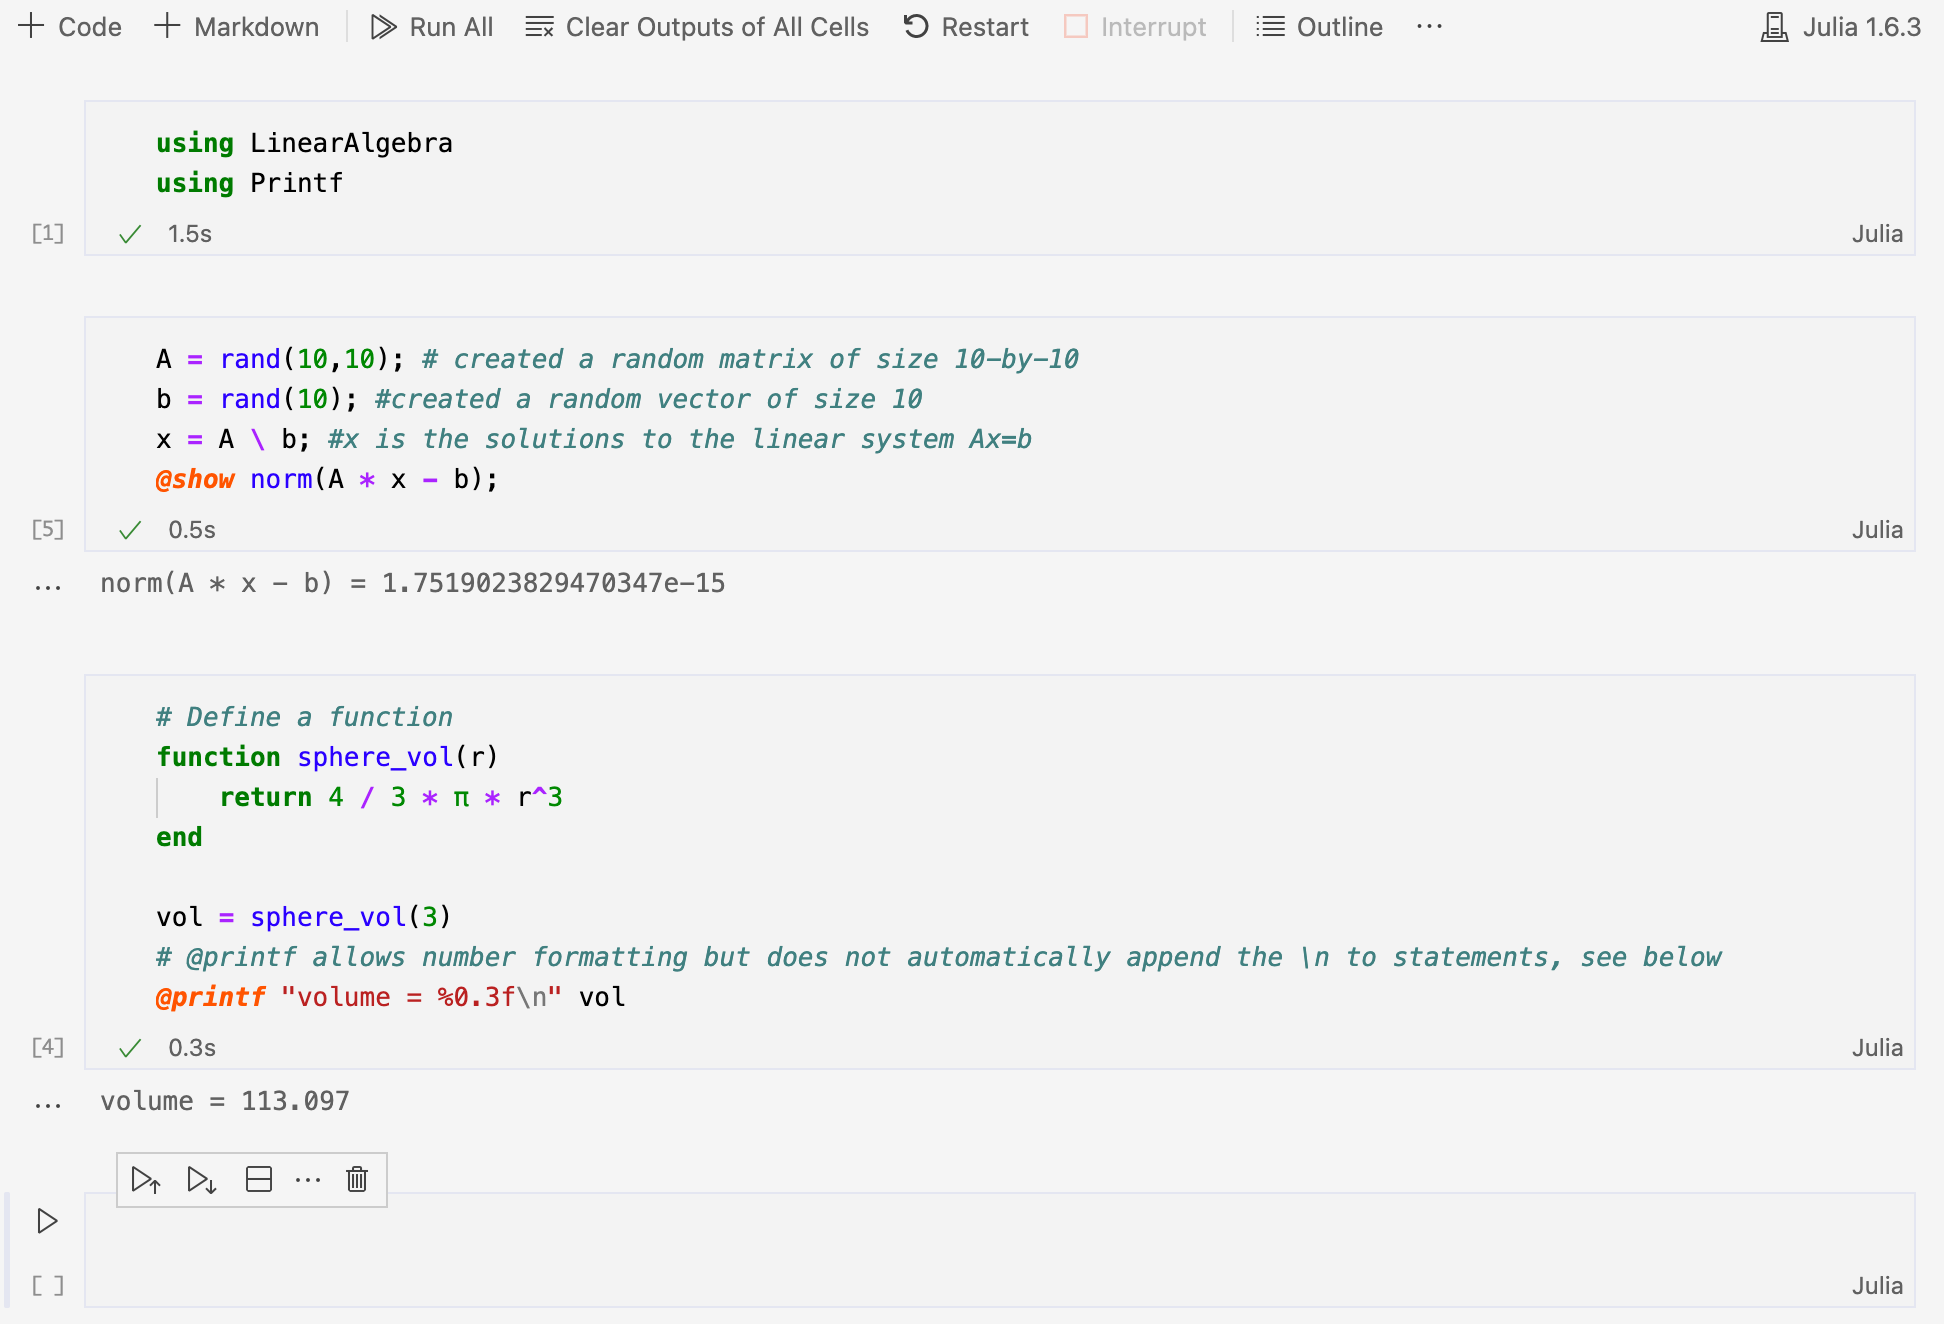 Code Markdown Run All Clear Outputs of All Cells Restart Interrupt Outline ··· Julia 1.6.3
using LinearAlgebra
using Printf
[1] 1.5s Julia
A = rand(10,10); # created a random matrix of size 10-by-10
b = rand(10); #created a random vector of size 10
x = A \ b; #x is the solutions to the linear system Ax=b
@show norm(A * x - b);
[5] 0.5s Julia
... norm(A * x - b) = 1.7519023829470347e-15
# Define a function
function sphere_vol(r)
    return 4 / 3 * π * r^3
end
vol = sphere_vol(3)
# @printf allows number formatting but does not automatically append the \n to statements, see below
@printf "volume = %0.3f\n" vol
[4] 0.3s Julia
... volume = 113.097
···
[ ] Julia